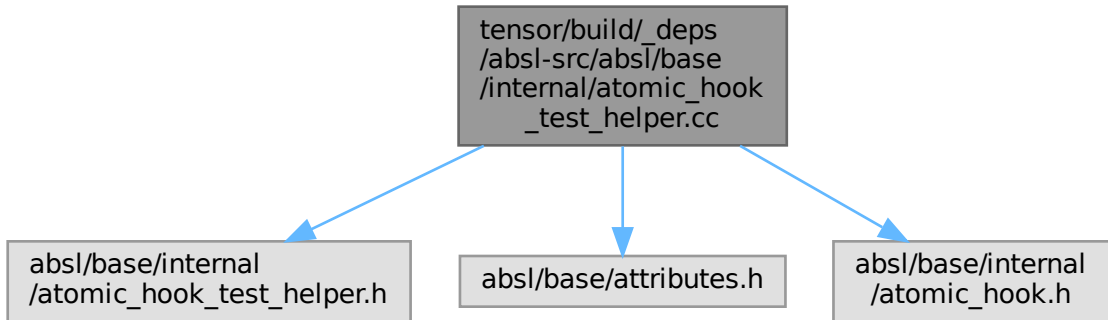 tensor/build/_deps
/absl-src/absl/base
/internal/atomic_hook
_test_helper.cc
absl/base/internal
/atomic_hook_test_helper.h
absl/base/attributes.h
absl/base/internal
/atomic_hook.h